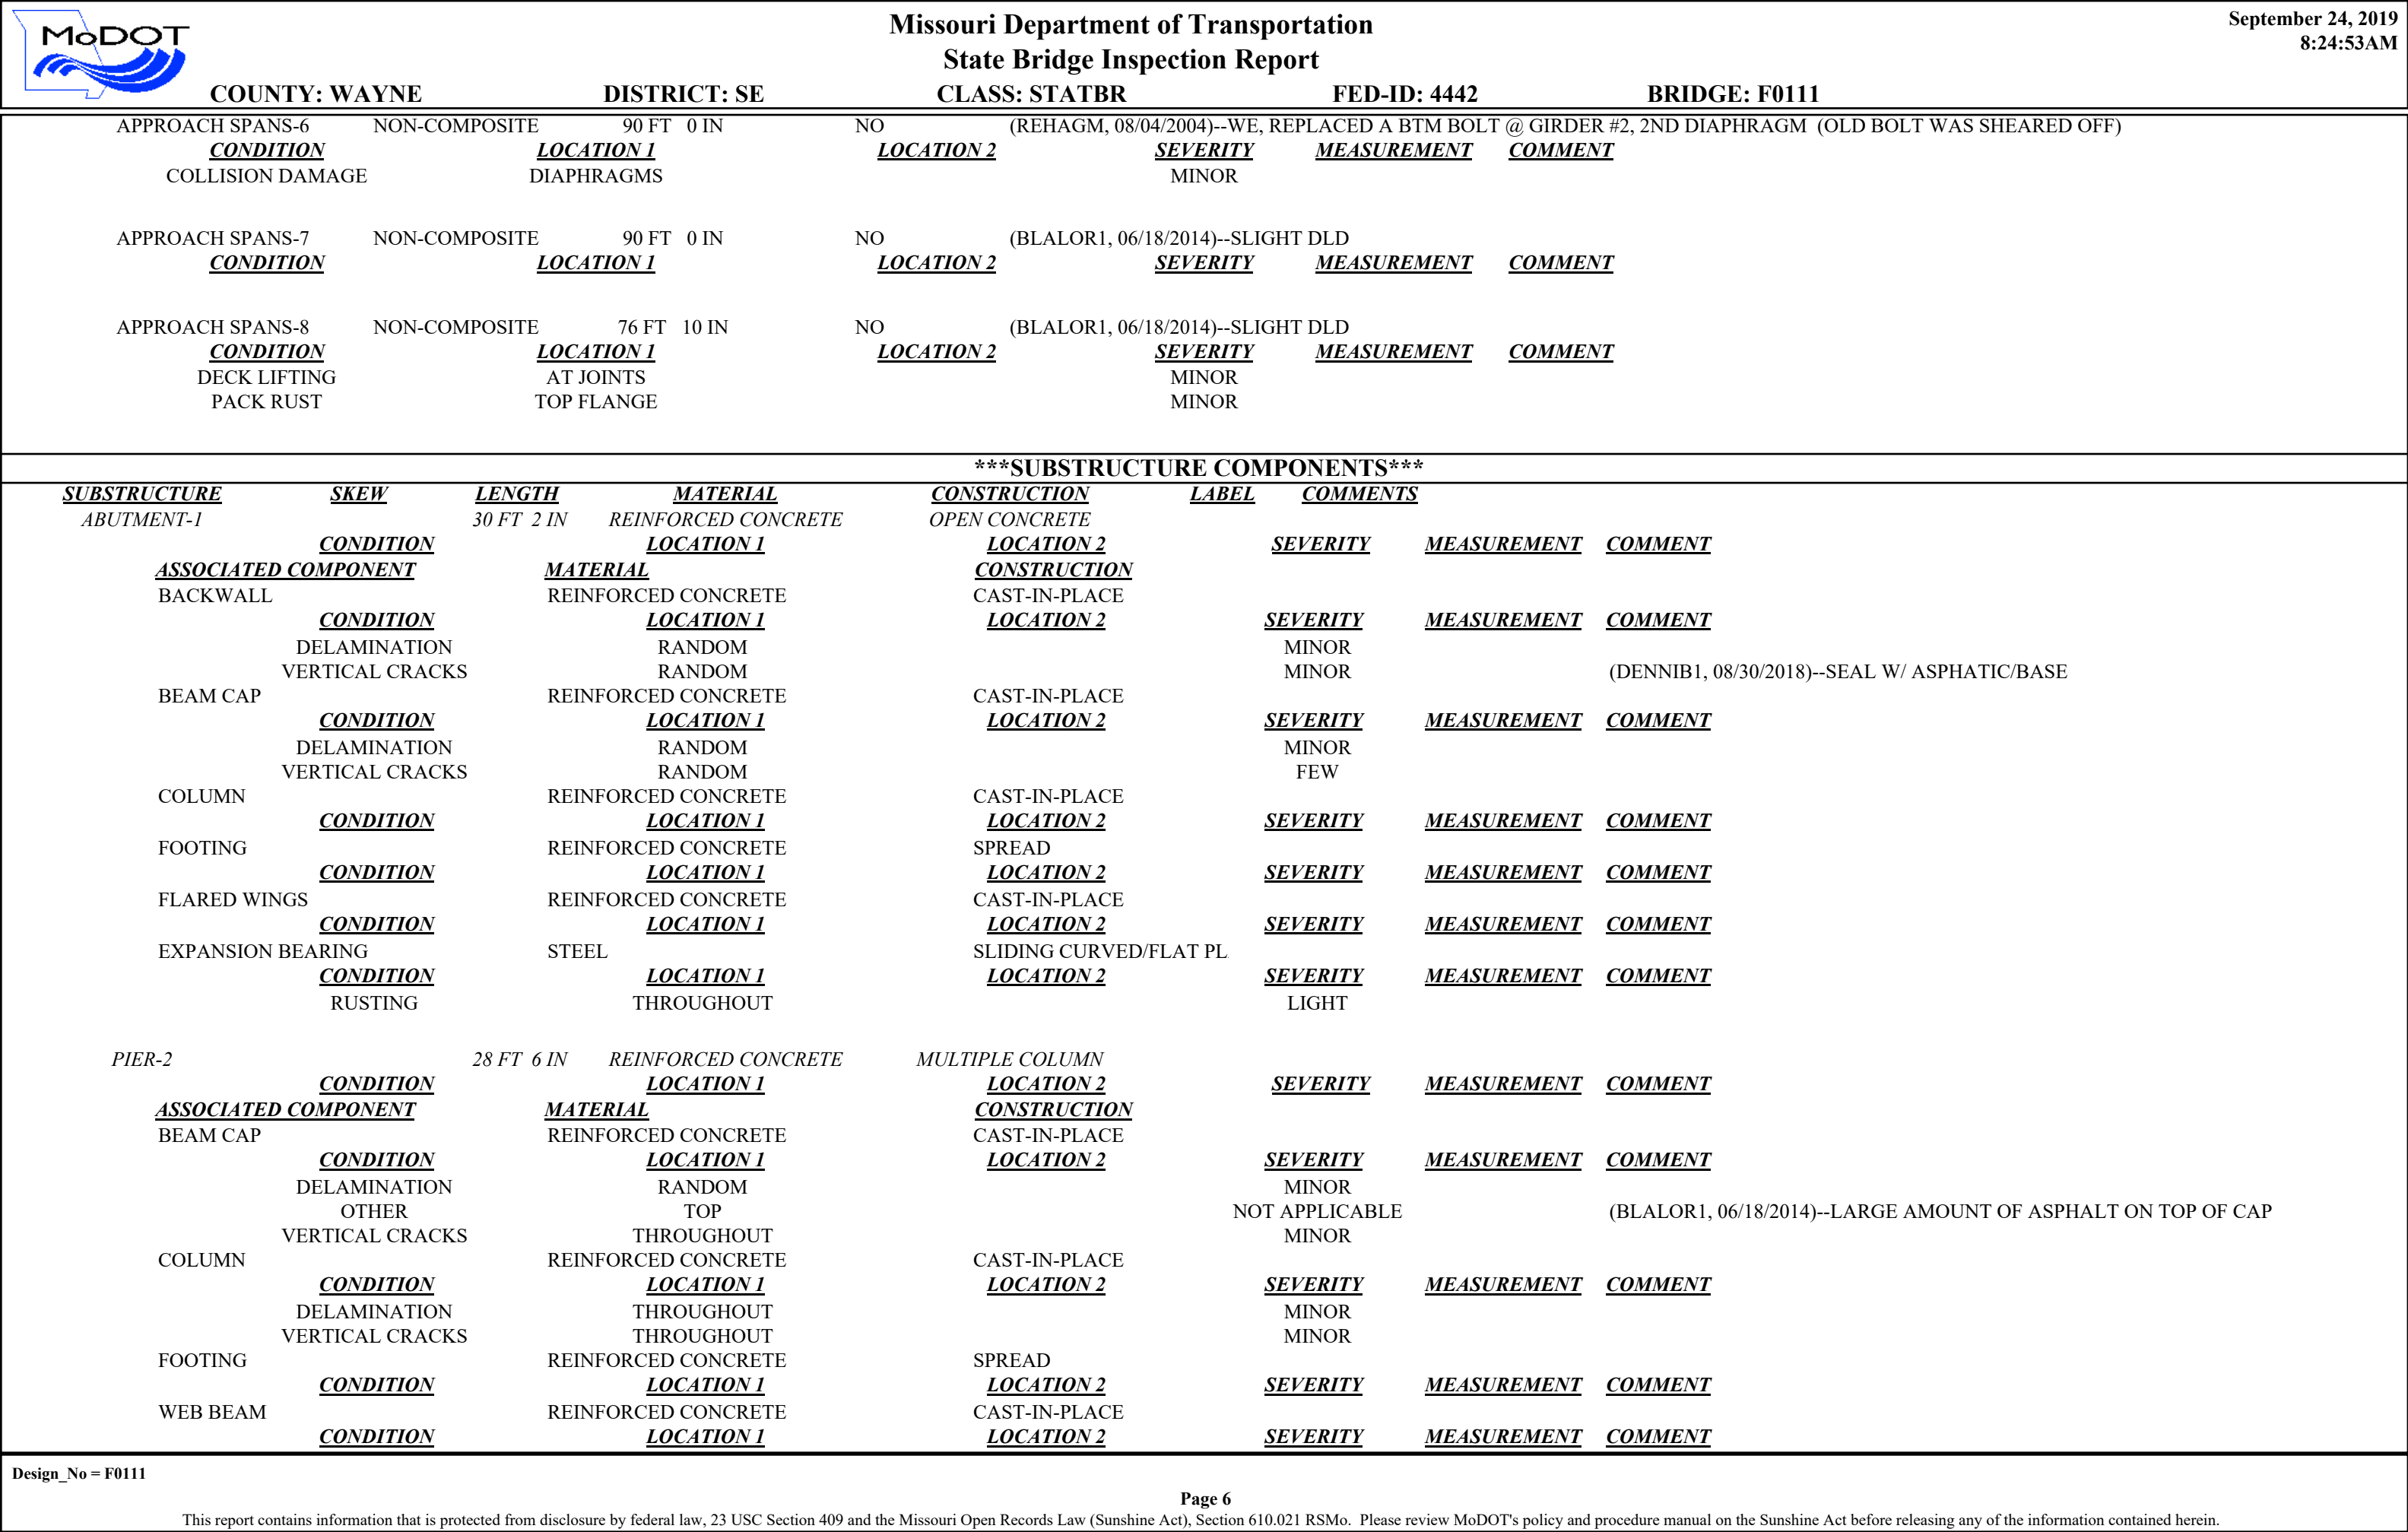 MoDOT
Missouri Department of Transportation
State Bridge Inspection Report
September 24, 2019
8:24:53AM
COUNTY: WAYNE DISTRICT: SE CLASS: STATBR FED-ID: 4442 BRIDGE: F0111
APPROACH SPANS-6 NON-COMPOSITE 90 FT 0 IN NO (REHAGM, 08/04/2004)--WE, REPLACED A BTM BOLT @ GIRDER #2, 2ND DIAPHRAGM (OLD BOLT WAS SHEARED OFF)
CONDITION LOCATION 1 LOCATION 2 SEVERITY MEASUREMENT COMMENT
COLLISION DAMAGE DIAPHRAGMS MINOR
APPROACH SPANS-7 NON-COMPOSITE 90 FT 0 IN NO (BLALOR1, 06/18/2014)--SLIGHT DLD
CONDITION LOCATION 1 LOCATION 2 SEVERITY MEASUREMENT COMMENT
APPROACH SPANS-8 NON-COMPOSITE 76 FT 10 IN NO (BLALOR1, 06/18/2014)--SLIGHT DLD
CONDITION LOCATION 1 LOCATION 2 SEVERITY MEASUREMENT COMMENT
DECK LIFTING AT JOINTS MINOR
PACK RUST TOP FLANGE MINOR
***SUBSTRUCTURE COMPONENTS***
SUBSTRUCTURE SKEW LENGTH MATERIAL CONSTRUCTION LABEL COMMENTS
ABUTMENT-1 30 FT 2 IN REINFORCED CONCRETE OPEN CONCRETE
CONDITION LOCATION 1 LOCATION 2 SEVERITY MEASUREMENT COMMENT
ASSOCIATED COMPONENT MATERIAL CONSTRUCTION
BACKWALL REINFORCED CONCRETE CAST-IN-PLACE
CONDITION LOCATION 1 LOCATION 2 SEVERITY MEASUREMENT COMMENT
DELAMINATION RANDOM MINOR
VERTICAL CRACKS RANDOM MINOR (DENNIB1, 08/30/2018)--SEAL W/ ASPHATIC/BASE
BEAM CAP REINFORCED CONCRETE CAST-IN-PLACE
CONDITION LOCATION 1 LOCATION 2 SEVERITY MEASUREMENT COMMENT
DELAMINATION RANDOM MINOR
VERTICAL CRACKS RANDOM FEW
COLUMN REINFORCED CONCRETE CAST-IN-PLACE
CONDITION LOCATION 1 LOCATION 2 SEVERITY MEASUREMENT COMMENT
FOOTING REINFORCED CONCRETE SPREAD
CONDITION LOCATION 1 LOCATION 2 SEVERITY MEASUREMENT COMMENT
FLARED WINGS REINFORCED CONCRETE CAST-IN-PLACE
CONDITION LOCATION 1 LOCATION 2 SEVERITY MEASUREMENT COMMENT
EXPANSION BEARING STEEL SLIDING CURVED/FLAT PL
CONDITION LOCATION 1 LOCATION 2 SEVERITY MEASUREMENT COMMENT
RUSTING THROUGHOUT LIGHT
PIER-2 28 FT 6 IN REINFORCED CONCRETE MULTIPLE COLUMN
CONDITION LOCATION 1 LOCATION 2 SEVERITY MEASUREMENT COMMENT
ASSOCIATED COMPONENT MATERIAL CONSTRUCTION
BEAM CAP REINFORCED CONCRETE CAST-IN-PLACE
CONDITION LOCATION 1 LOCATION 2 SEVERITY MEASUREMENT COMMENT
DELAMINATION RANDOM MINOR
OTHER TOP NOT APPLICABLE (BLALOR1, 06/18/2014)--LARGE AMOUNT OF ASPHALT ON TOP OF CAP
VERTICAL CRACKS THROUGHOUT MINOR
COLUMN REINFORCED CONCRETE CAST-IN-PLACE
CONDITION LOCATION 1 LOCATION 2 SEVERITY MEASUREMENT COMMENT
DELAMINATION THROUGHOUT MINOR
VERTICAL CRACKS THROUGHOUT MINOR
FOOTING REINFORCED CONCRETE SPREAD
CONDITION LOCATION 1 LOCATION 2 SEVERITY MEASUREMENT COMMENT
WEB BEAM REINFORCED CONCRETE CAST-IN-PLACE
CONDITION LOCATION 1 LOCATION 2 SEVERITY MEASUREMENT COMMENT
Design_No = F0111
Page 6
This report contains information that is protected from disclosure by federal law, 23 USC Section 409 and the Missouri Open Records Law (Sunshine Act), Section 610.021 RSMo. Please review MoDOT's policy and procedure manual on the Sunshine Act before releasing any of the information contained herein.